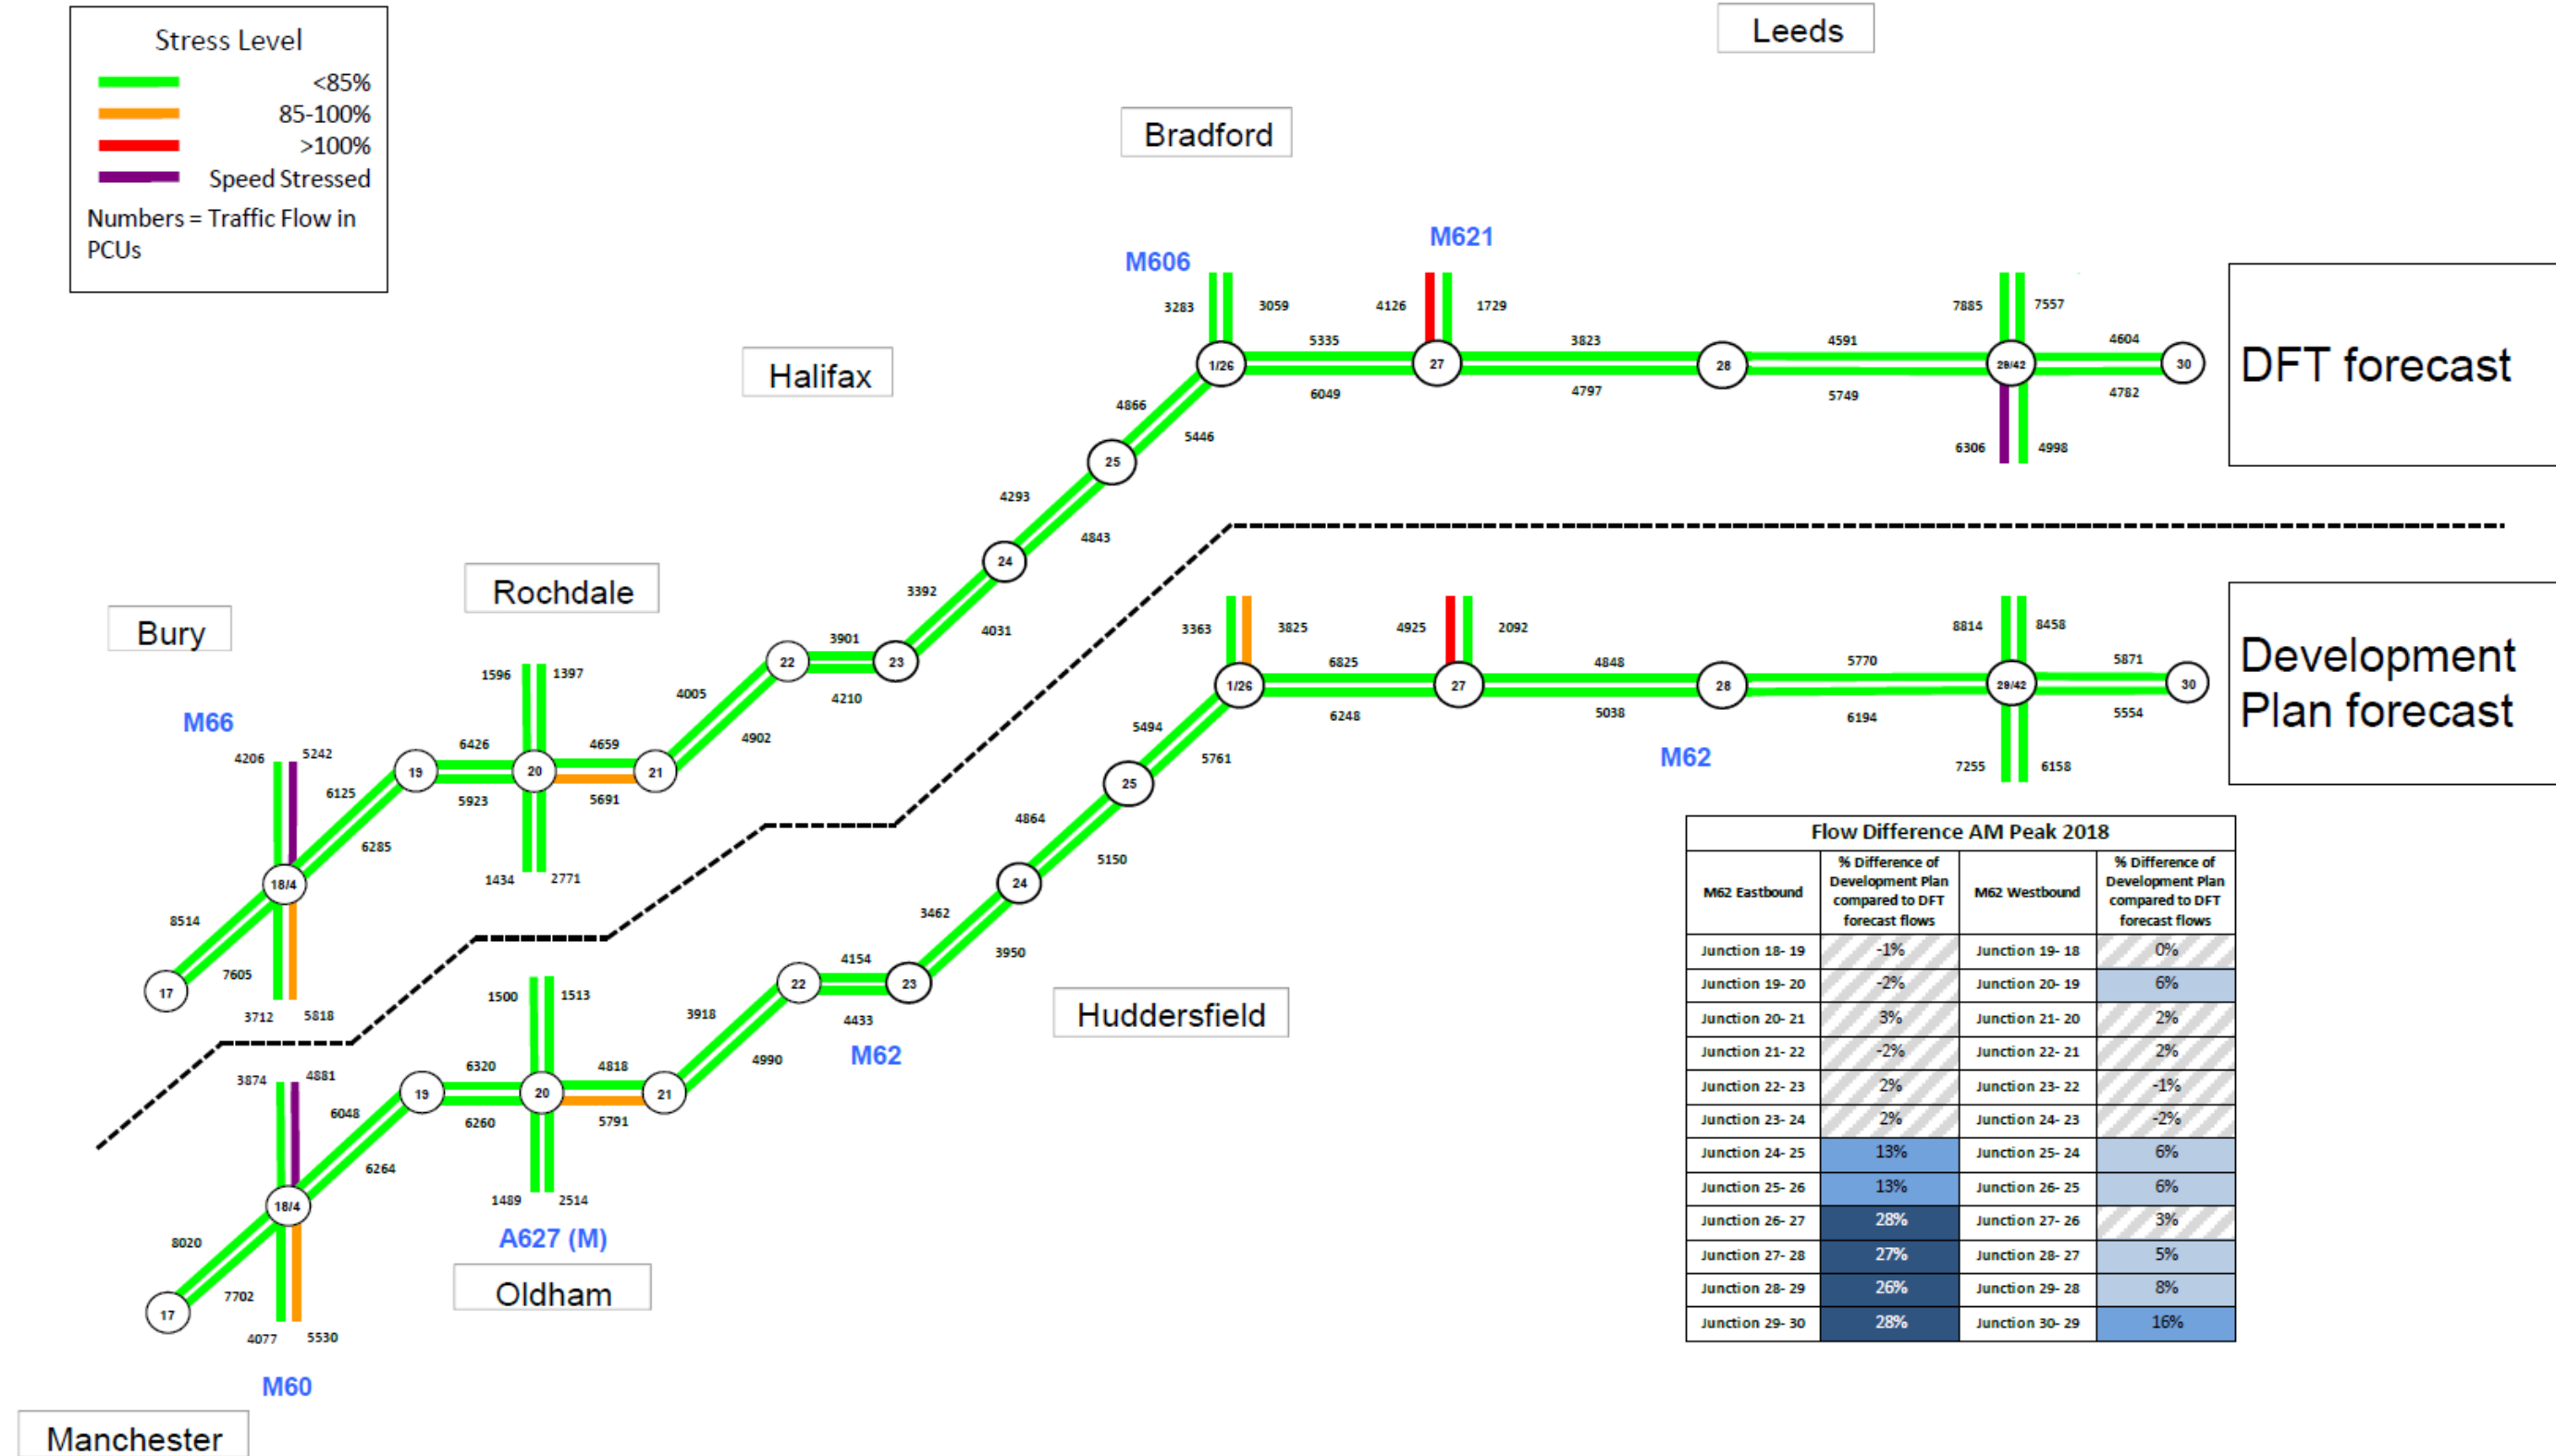 Stress Level
<85%
85-100%
>100%
Speed Stressed
Numbers = Traffic Flow in
PCUs
Leeds
Bradford
Halifax
Rochdale
Bury
M606
M621
3283
3059
4126
1729
7885
7557
5335
3823
4591
4604
1/26
27
28
29/42
30
6049
4797
5749
4782
6306
4998
DFT forecast
4866
5446
25
4293
4843
24
3392
4031
22
3901
23
4210
1596
1397
4005
4902
M66
4206
5242
6426
4659
19
20
21
5923
5691
6125
6285
1434
2771
18/4
8514
7605
17
3712
5818
3363
3825
4925
2092
8814
8458
6825
4848
5770
5871
1/26
27
28
29/42
30
6248
5038
6194
5554
M62
7255
6158
Development
Plan forecast
5494
5761
25
4864
5150
24
3462
3950
22
4154
23
4433
M62
Huddersfield
1500
1513
3918
4990
3874
4881
6320
4818
19
20
21
6260
5791
6048
6264
1489
2514
18/4
A627 (M)
Oldham
8020
7702
17
4077
5530
M60
Manchester
Flow Difference AM Peak 2018
M62 Eastbound
% Difference of
Development Plan
compared to DFT
forecast flows
M62 Westbound
% Difference of
Development Plan
compared to DFT
forecast flows
Junction 18- 19 -1% Junction 19- 18 0%
Junction 19- 20 -2% Junction 20- 19 6%
Junction 20- 21 3% Junction 21- 20 2%
Junction 21- 22 -2% Junction 22- 21 2%
Junction 22- 23 2% Junction 23- 22 -1%
Junction 23- 24 2% Junction 24- 23 -2%
Junction 24- 25 13% Junction 25- 24 6%
Junction 25- 26 13% Junction 26- 25 6%
Junction 26- 27 28% Junction 27- 26 3%
Junction 27- 28 27% Junction 28- 27 5%
Junction 28- 29 26% Junction 29- 28 8%
Junction 29- 30 28% Junction 30- 29 16%